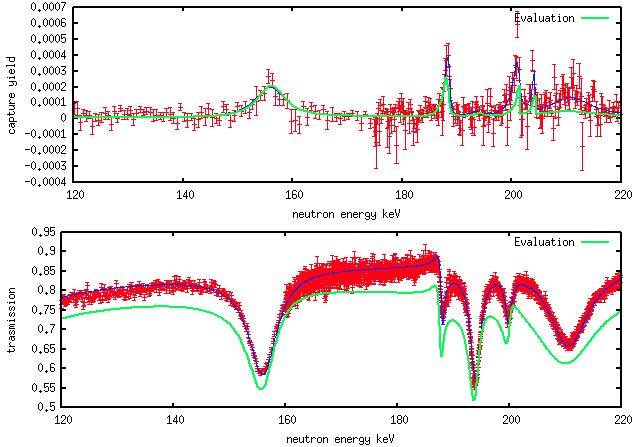 0.0007
0.0006
0.0005
0.0004
0.0003
0.0002
0.0001
0
-0.0001
-0.0002
-0.0003
-0.0004
capture yield
Evaluation
120 140 160 180 200 220
neutron energy keV
0.95
0.9
0.85
0.8
0.75
0.7
0.65
0.6
0.55
0.5
trasmission
Evaluation
120 140 160 180 200 220
neutron energy keV